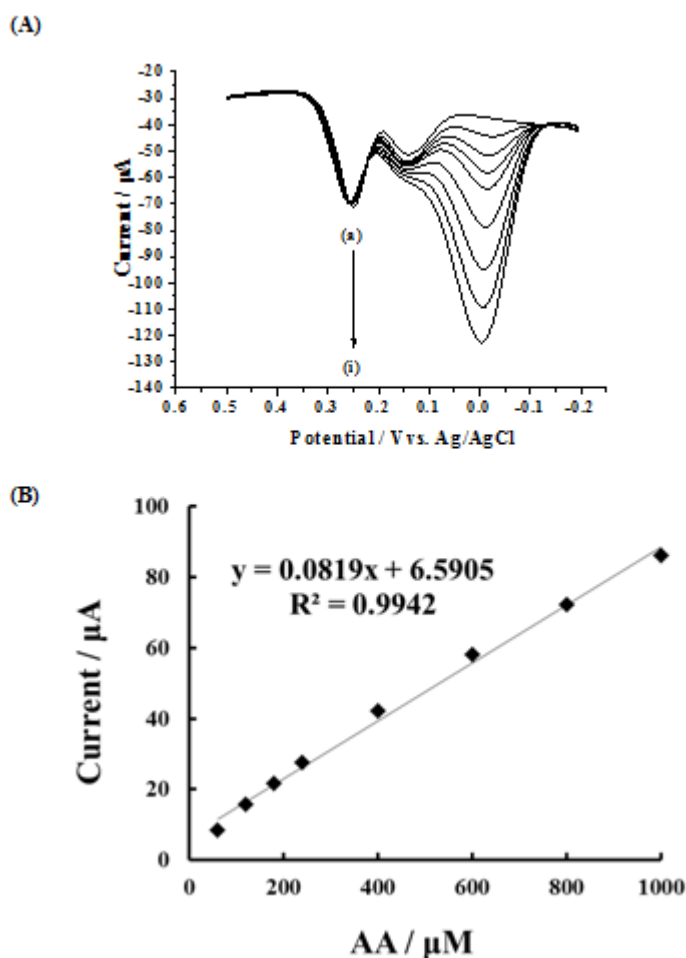 (A)
-20
-30
-40
-50
-60
-70
-80
-90
-100
-110
-120
-130
-140
Current / µA
(a)
(i)
0.6 0.5 0.4 0.3 0.2 0.1 0.0 -0.1 -0.2
Potential / V vs. Ag/AgCl
(B)
100
80
60
40
20
0
Current / µA
y = 0.0819x + 6.5905
R² = 0.9942
0 200 400 600 800 1000
AA / µM